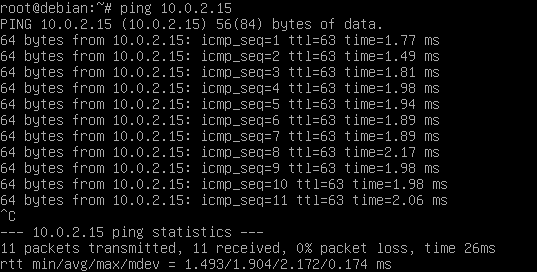 root@debian:~# ping 10.0.2.15
PING 10.0.2.15 (10.0.2.15) 56(84) bytes of data.
64 bytes from 10.0.2.15: icmp_seq=1 ttl=63 time=1.77 ms
64 bytes from 10.0.2.15: icmp_seq=2 ttl=63 time=1.49 ms
64 bytes from 10.0.2.15: icmp_seq=3 ttl=63 time=1.81 ms
64 bytes from 10.0.2.15: icmp_seq=4 ttl=63 time=1.98 ms
64 bytes from 10.0.2.15: icmp_seq=5 ttl=63 time=1.94 ms
64 bytes from 10.0.2.15: icmp_seq=6 ttl=63 time=1.89 ms
64 bytes from 10.0.2.15: icmp_seq=7 ttl=63 time=1.89 ms
64 bytes from 10.0.2.15: icmp_seq=8 ttl=63 time=2.17 ms
64 bytes from 10.0.2.15: icmp_seq=9 ttl=63 time=1.98 ms
64 bytes from 10.0.2.15: icmp_seq=10 ttl=63 time=1.98 ms
64 bytes from 10.0.2.15: icmp_seq=11 ttl=63 time=2.06 ms
^C
--- 10.0.2.15 ping statistics ---
11 packets transmitted, 11 received, 0% packet loss, time 26ms
rtt min/avg/max/mdev = 1.493/1.904/2.172/0.174 ms